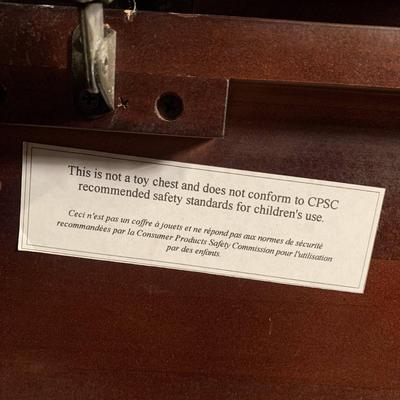 This is not a toy chest and does not conform to CPSC
recommended safety standards for children's use.
Ceci n'est pas un coffre à jouets et ne répond pas aux normes de sécurité
recommandées par la Consumer Products Safety Commission pour l'utilisation
par des enfants.